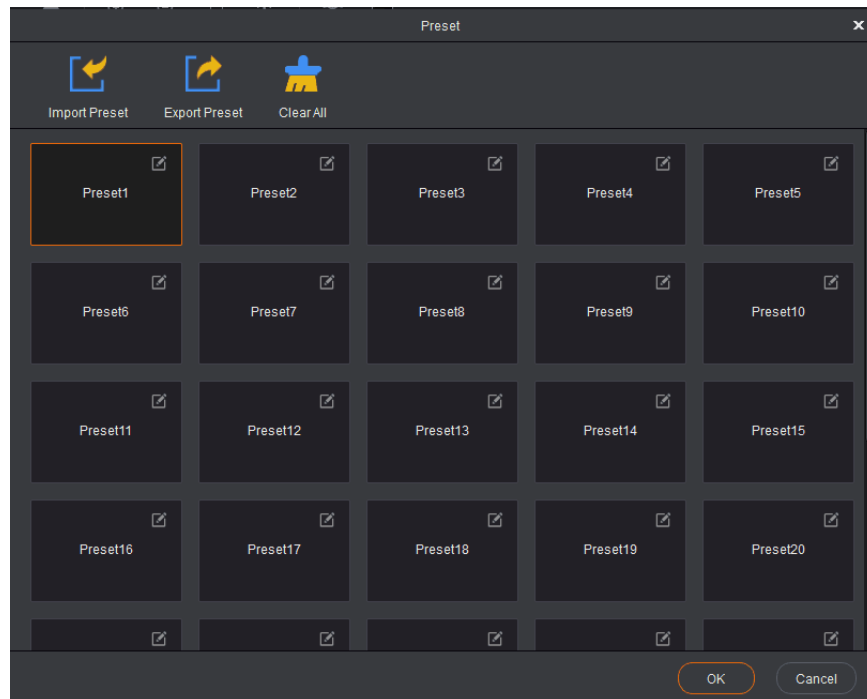 Preset
Import Preset Export Preset Clear All
Preset1 Preset2 Preset3 Preset4 Preset5
Preset6 Preset7 Preset8 Preset9 Preset10
Preset11 Preset12 Preset13 Preset14 Preset15
Preset16 Preset17 Preset18 Preset19 Preset20
OK Cancel